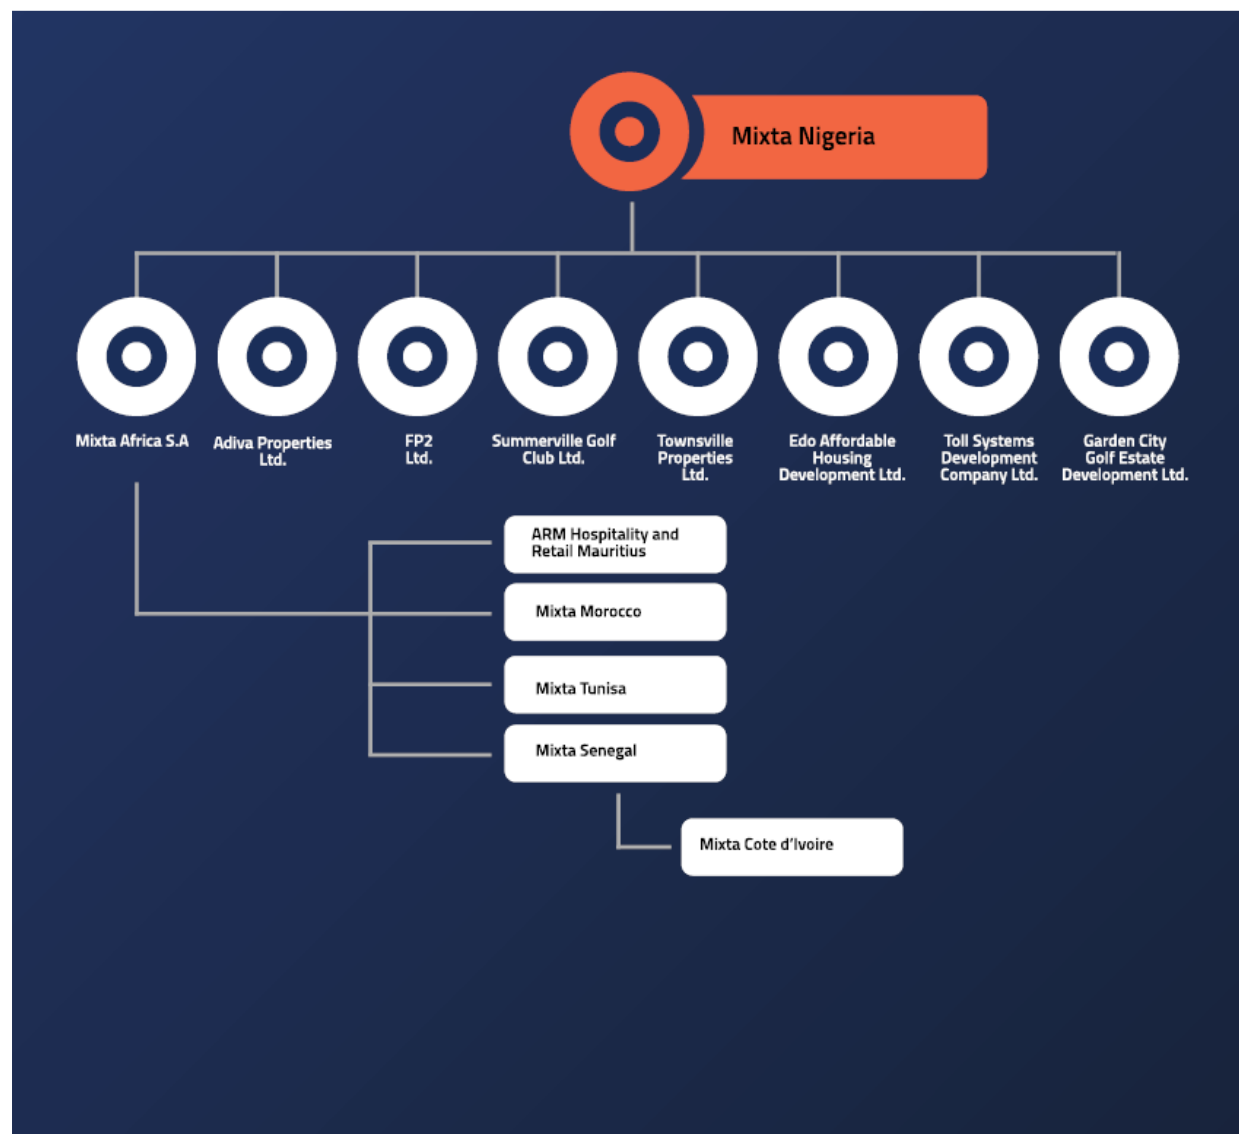 Mixta Nigeria
Mixta Africa S.A
Adiva Properties
Ltd.
FP2
Ltd.
Summerville Golf
Club Ltd.
Townsville
Properties
Ltd.
Edo Affordable
Housing
Development Ltd.
Toll Systems
Development
Company Ltd.
Garden City
Golf Estate
Development Ltd.
ARM Hospitality and
Retail Mauritius
Mixta Morocco
Mixta Tunisa
Mixta Senegal
Mixta Cote d'Ivoire